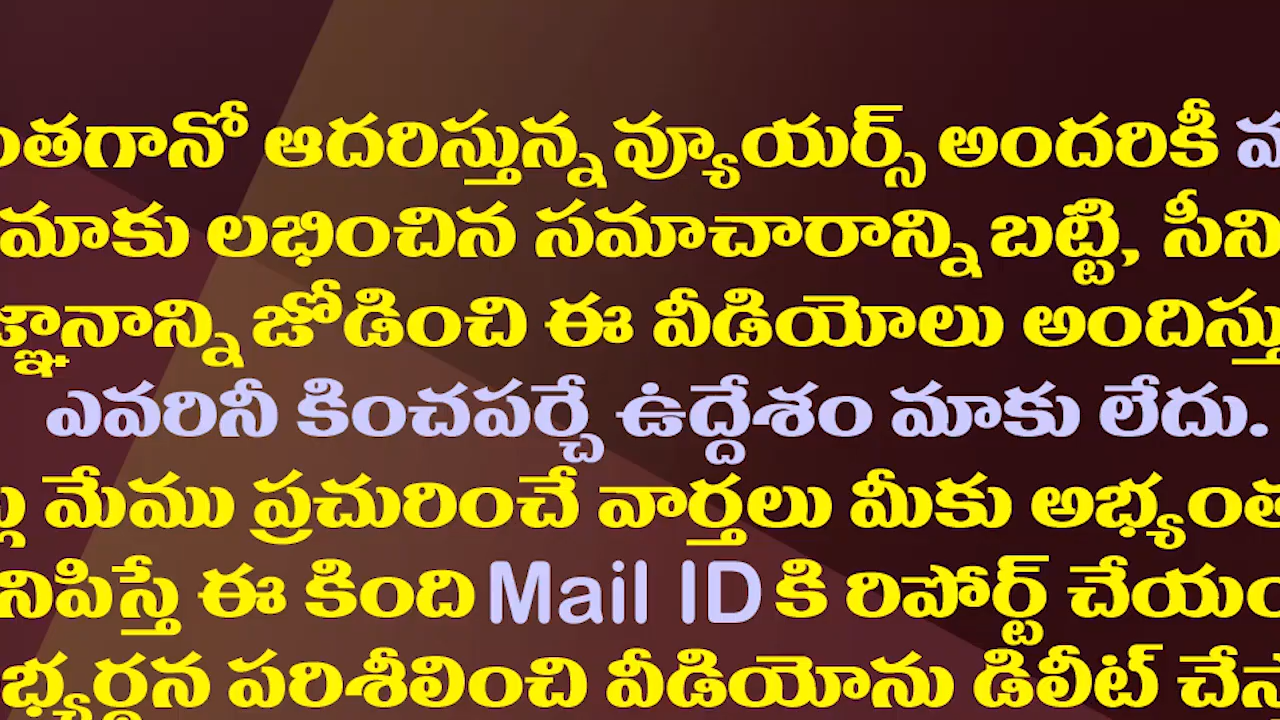 ంతగానో ఆదరిస్తున్న వ్యూయర్స్ అందరికీ
మాకు లభించిన సమాచారాన్ని బట్టి, సీని
జ్ఞానాన్ని జోడించి ఈ వీడియోలు అందిస్తు
ఎవరినీ కించపర్చే ఉద్దేశం మాకు లేదు.
మేము ప్రచురించే వార్తలు మీకు అభ్యంత
నిపిస్తే ఈ కింది Mail ID కి రిపోర్ట్ చేయం
భ్యర్థన పరిశీలించి వీడియోను డిలీట్ చేస